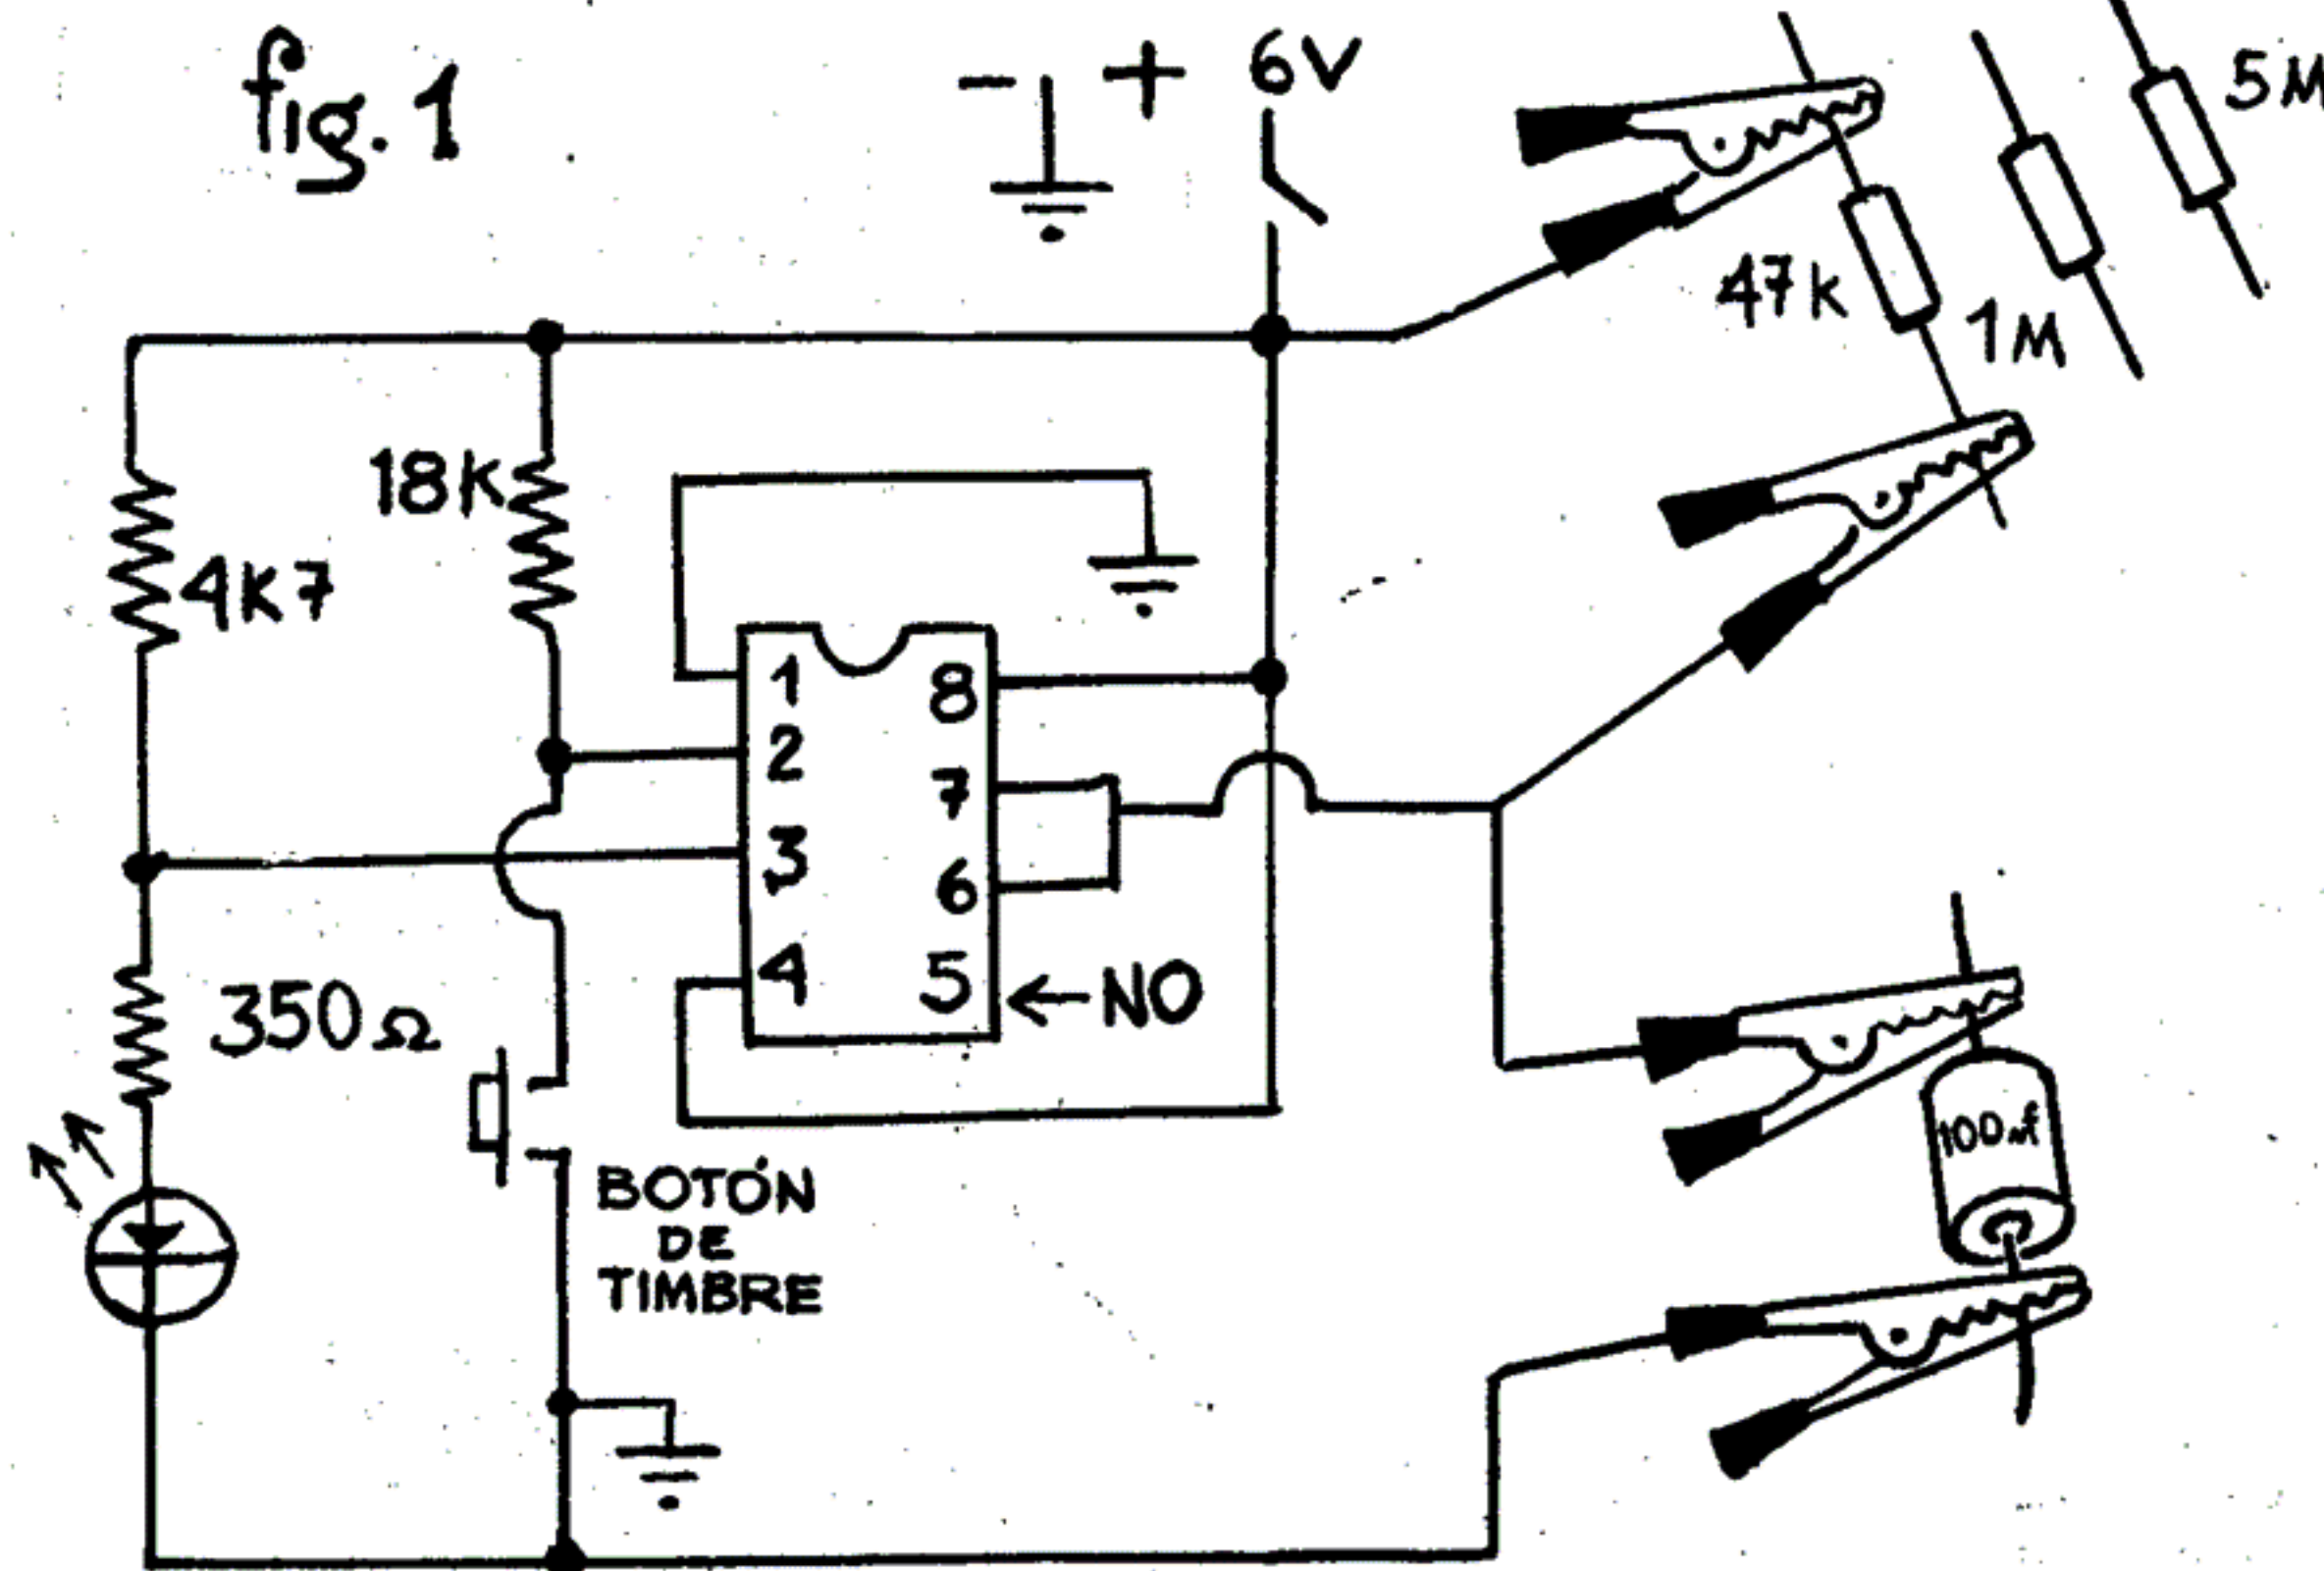 fig. 1
- + 6V
5M
47K
1M
18K
4K7
1 8
2 7
3 6
4 5 ← NO
350Ω
BOTÓN
DE
TIMBRE